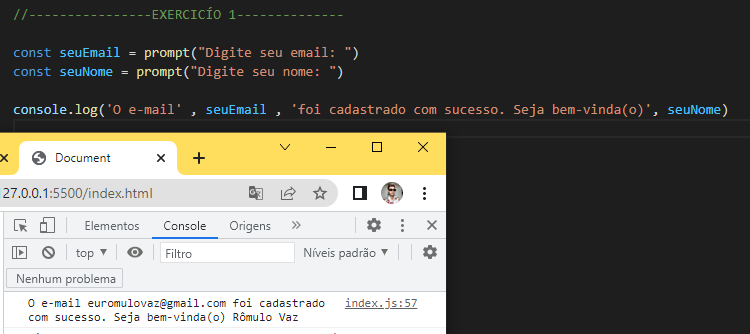 //----------------EXERCICÍO 1--------------
const seuEmail = prompt("Digite seu email: ")
const seuNome = prompt("Digite seu nome: ")
console.log('O e-mail' , seuEmail , 'foi cadastrado com sucesso. Seja bem-vinda(o)', seuNome)
Document
127.0.0.1:5500/index.html
Elementos Console Origens
top Filtro Níveis padrão
Nenhum problema
O e-mail euromulovaz@gmail.com foi cadastrado index.js:57
com sucesso. Seja bem-vinda(o) Rômulo Vaz